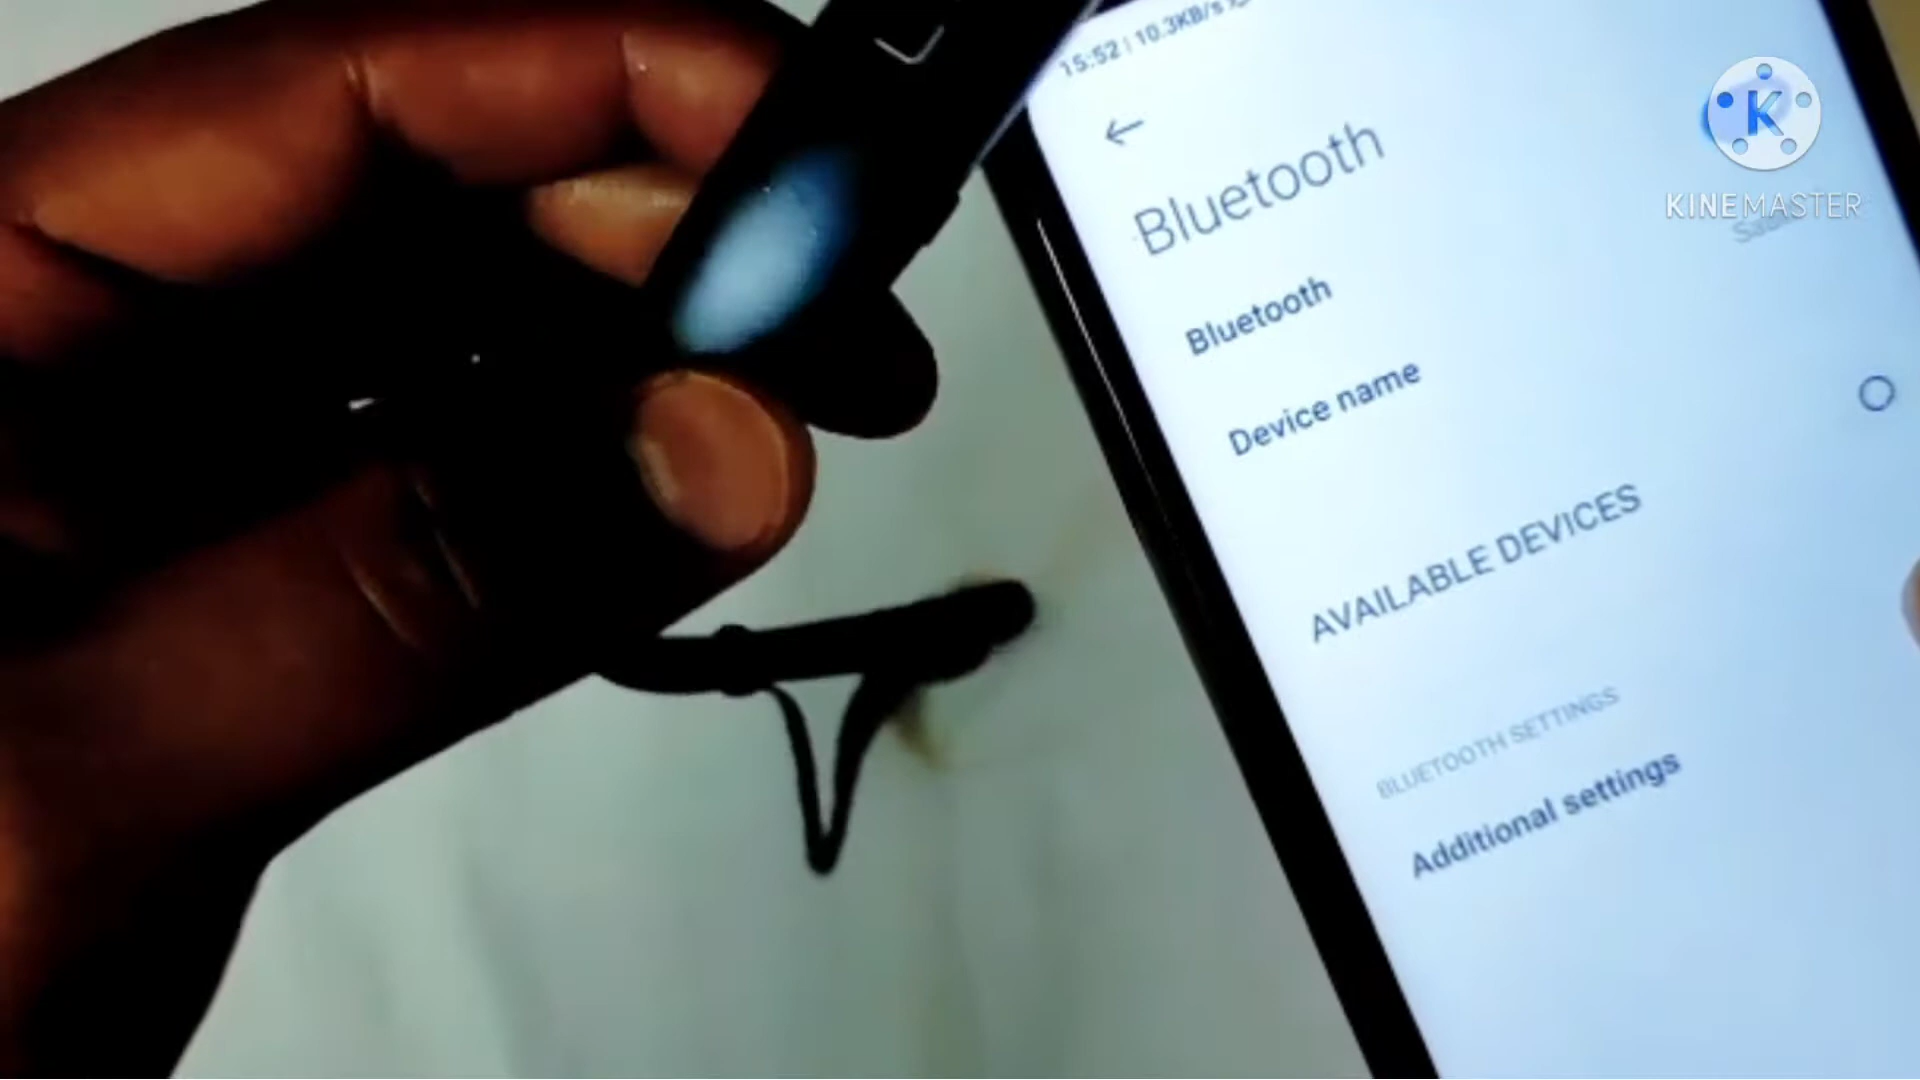 15:52 | 10.3KB/s
Bluetooth
Bluetooth
Device name
AVAILABLE DEVICES
BLUETOOTH SETTINGS
Additional settings
K
KINEMASTER